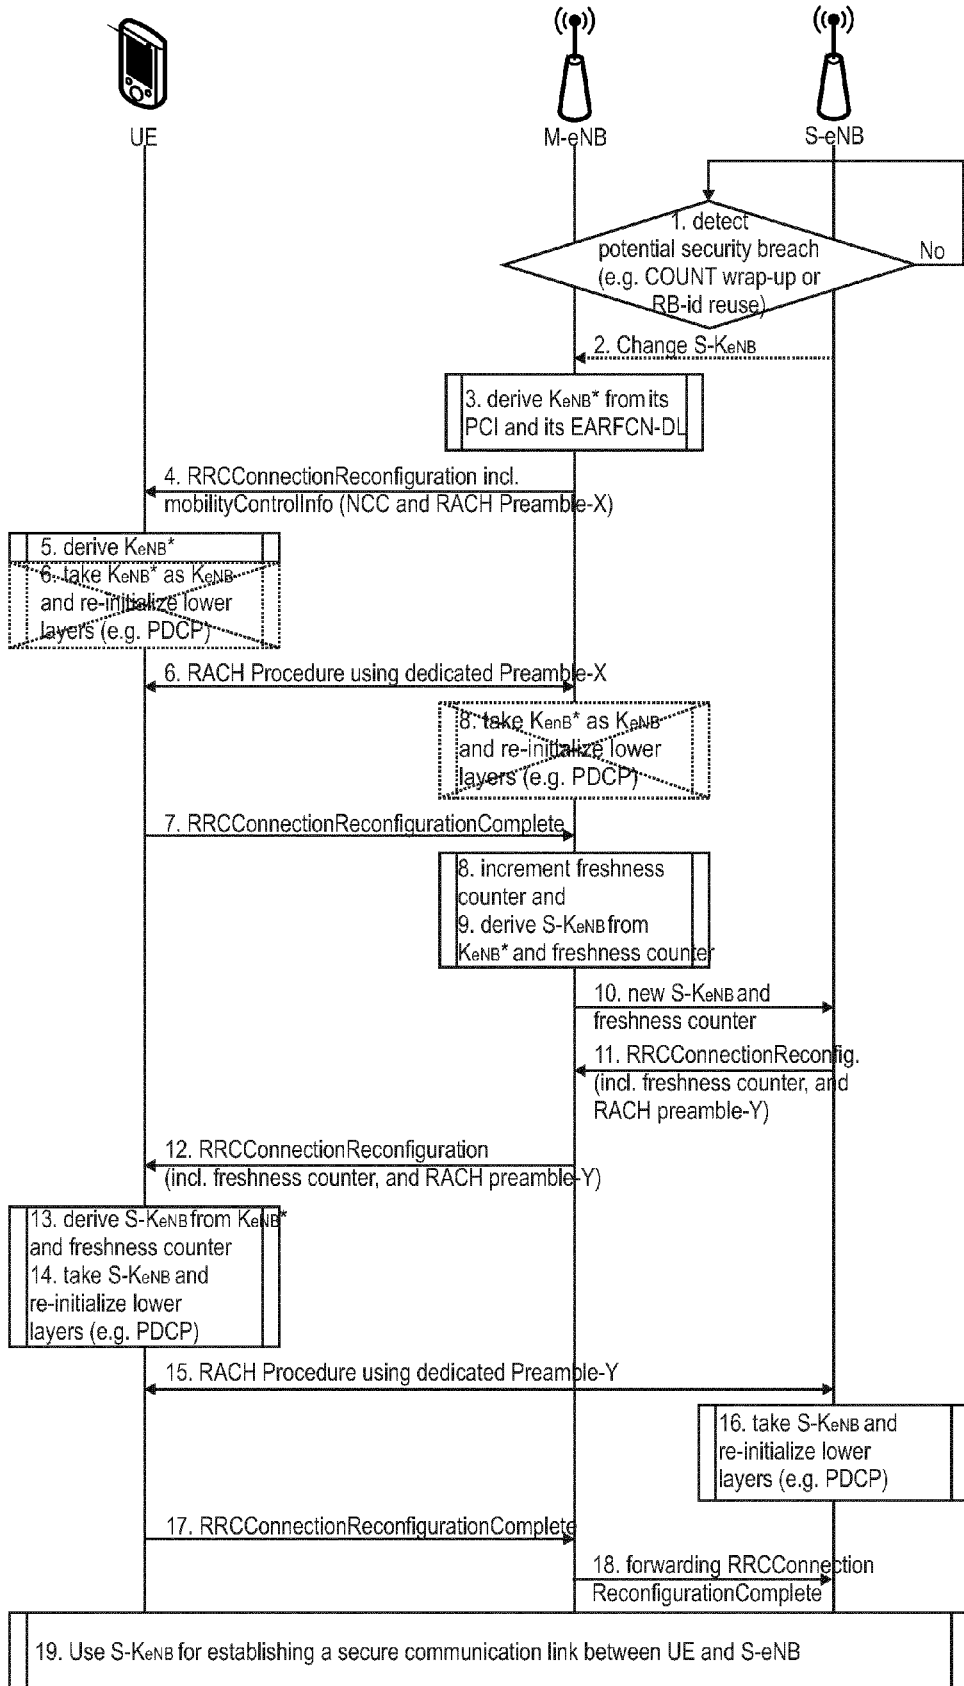 UE
M-eNB
S-eNB
1. detect
potential security breach
(e.g. COUNT wrap-up or
RB-id reuse)
No
2. Change S-KeNB
3. derive KeNB* from its
PCI and its EARFCN-DL
4. RRCConnectionReconfiguration incl.
mobilityControlInfo (NCC and RACH Preamble-X)
5. derive KeNB*
6. take KeNB* as KeNB
and re-initialize lower
layers (e.g. PDCP)
6. RACH Procedure using dedicated Preamble-X
8. take KenB* as KeNB
and re-initialize lower
layers (e.g. PDCP)
7. RRCConnectionReconfigurationComplete
8. increment freshness
counter and
9. derive S-KeNB from
KeNB* and freshness counter
10. new S-KeNB and
freshness counter
11. RRCConnectionReconfig.
(incl. freshness counter, and
RACH preamble-Y)
12. RRCConnectionReconfiguration
(incl. freshness counter, and RACH preamble-Y)
13. derive S-KeNB from KeNB*
and freshness counter
14. take S-KeNB and
re-initialize lower
layers (e.g. PDCP)
15. RACH Procedure using dedicated Preamble-Y
16. take S-KeNB and
re-initialize lower
layers (e.g. PDCP)
17. RRCConnectionReconfigurationComplete
18. forwarding RRCConnection
ReconfigurationComplete
19. Use S-KeNB for establishing a secure communication link between UE and S-eNB